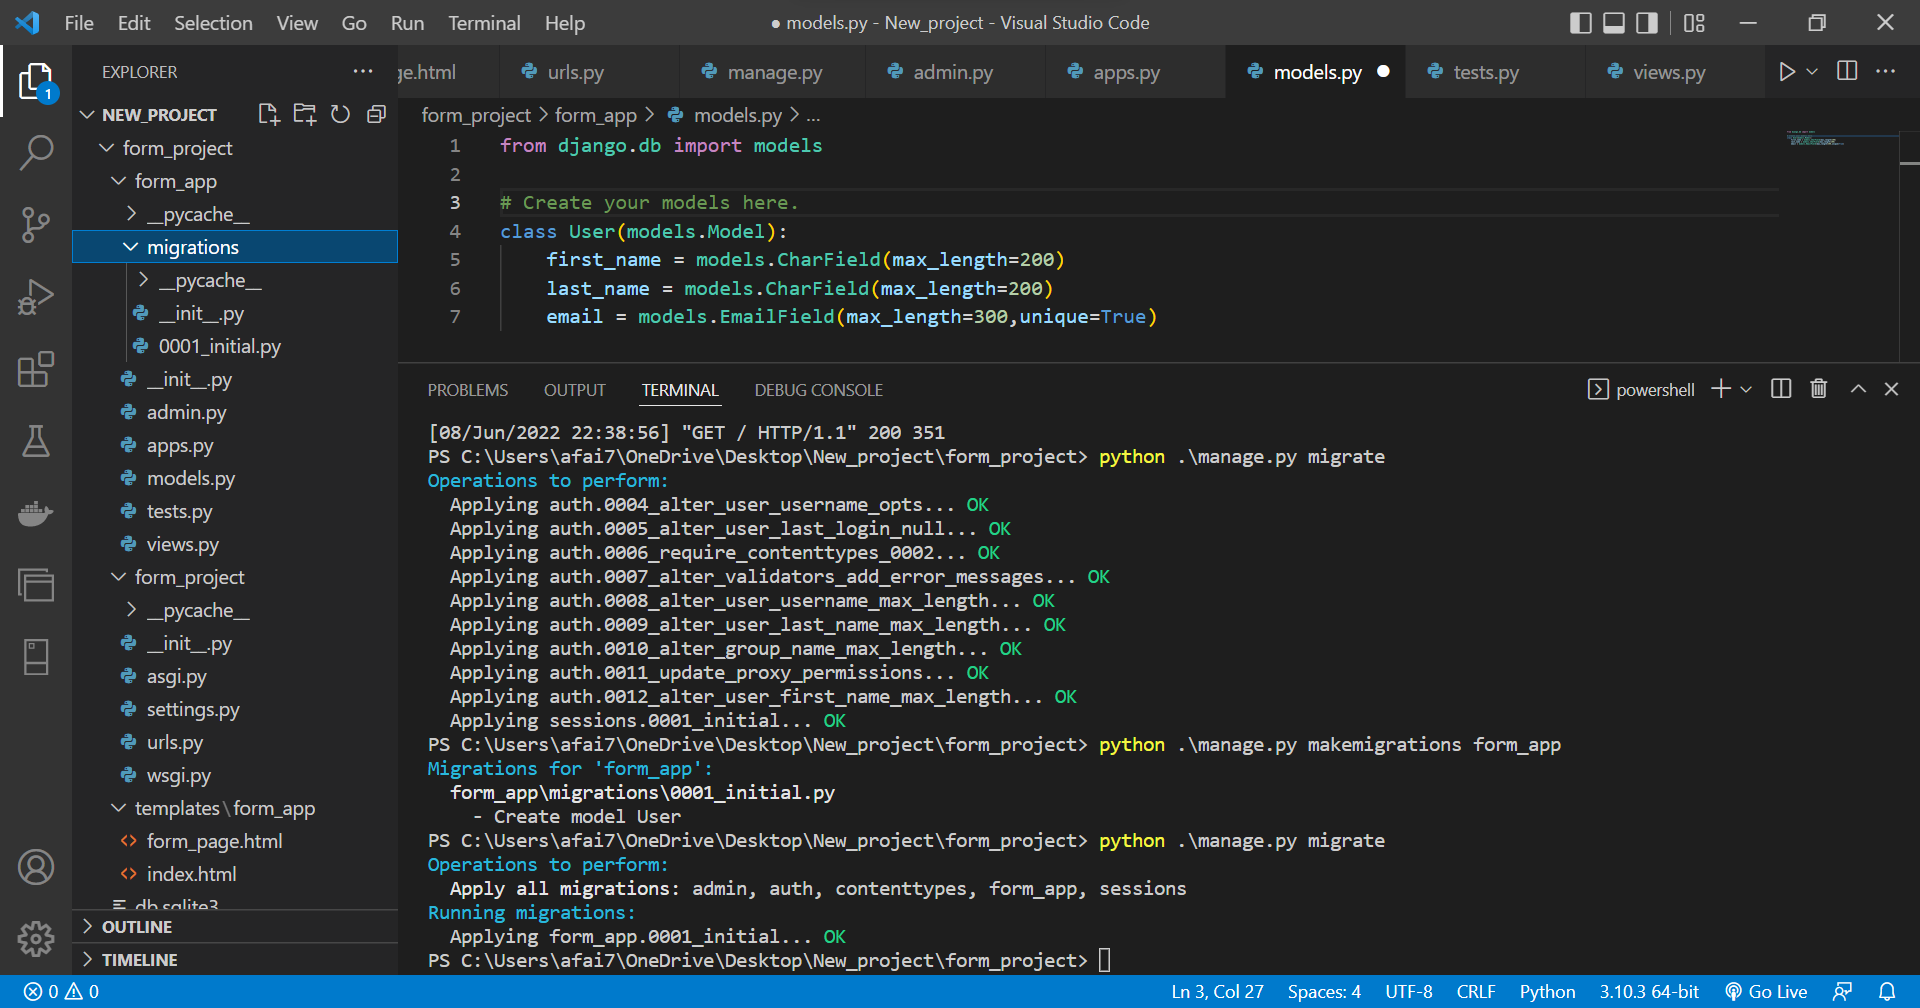 File Edit Selection View Go Run Terminal Help ● models.py - New_project - Visual Studio Code
EXPLORER
ge.html urls.py manage.py admin.py apps.py models.py tests.py views.py
1
NEW_PROJECT
form_project
form_app
__pycache__
migrations
__pycache__
__init__.py
0001_initial.py
__init__.py
admin.py
apps.py
models.py
tests.py
views.py
form_project
__pycache__
__init__.py
asgi.py
settings.py
urls.py
wsgi.py
templates\form_app
form_page.html
index.html
db.sqlite3
OUTLINE
TIMELINE
form_project > form_app > models.py > ...
1 from django.db import models
2
3 # Create your models here.
4 class User(models.Model):
5 first_name = models.CharField(max_length=200)
6 last_name = models.CharField(max_length=200)
7 email = models.EmailField(max_length=300,unique=True)
PROBLEMS OUTPUT TERMINAL DEBUG CONSOLE powershell
[08/Jun/2022 22:38:56] "GET / HTTP/1.1" 200 351
PS C:\Users\afai7\OneDrive\Desktop\New_project\form_project> python .\manage.py migrate
Operations to perform:
Applying auth.0004_alter_user_username_opts... OK
Applying auth.0005_alter_user_last_login_null... OK
Applying auth.0006_require_contenttypes_0002... OK
Applying auth.0007_alter_validators_add_error_messages... OK
Applying auth.0008_alter_user_username_max_length... OK
Applying auth.0009_alter_user_last_name_max_length... OK
Applying auth.0010_alter_group_name_max_length... OK
Applying auth.0011_update_proxy_permissions... OK
Applying auth.0012_alter_user_first_name_max_length... OK
Applying sessions.0001_initial... OK
PS C:\Users\afai7\OneDrive\Desktop\New_project\form_project> python .\manage.py makemigrations form_app
Migrations for 'form_app':
form_app\migrations\0001_initial.py
- Create model User
PS C:\Users\afai7\OneDrive\Desktop\New_project\form_project> python .\manage.py migrate
Operations to perform:
Apply all migrations: admin, auth, contenttypes, form_app, sessions
Running migrations:
Applying form_app.0001_initial... OK
PS C:\Users\afai7\OneDrive\Desktop\New_project\form_project>
0 0 Ln 3, Col 27 Spaces: 4 UTF-8 CRLF Python 3.10.3 64-bit Go Live